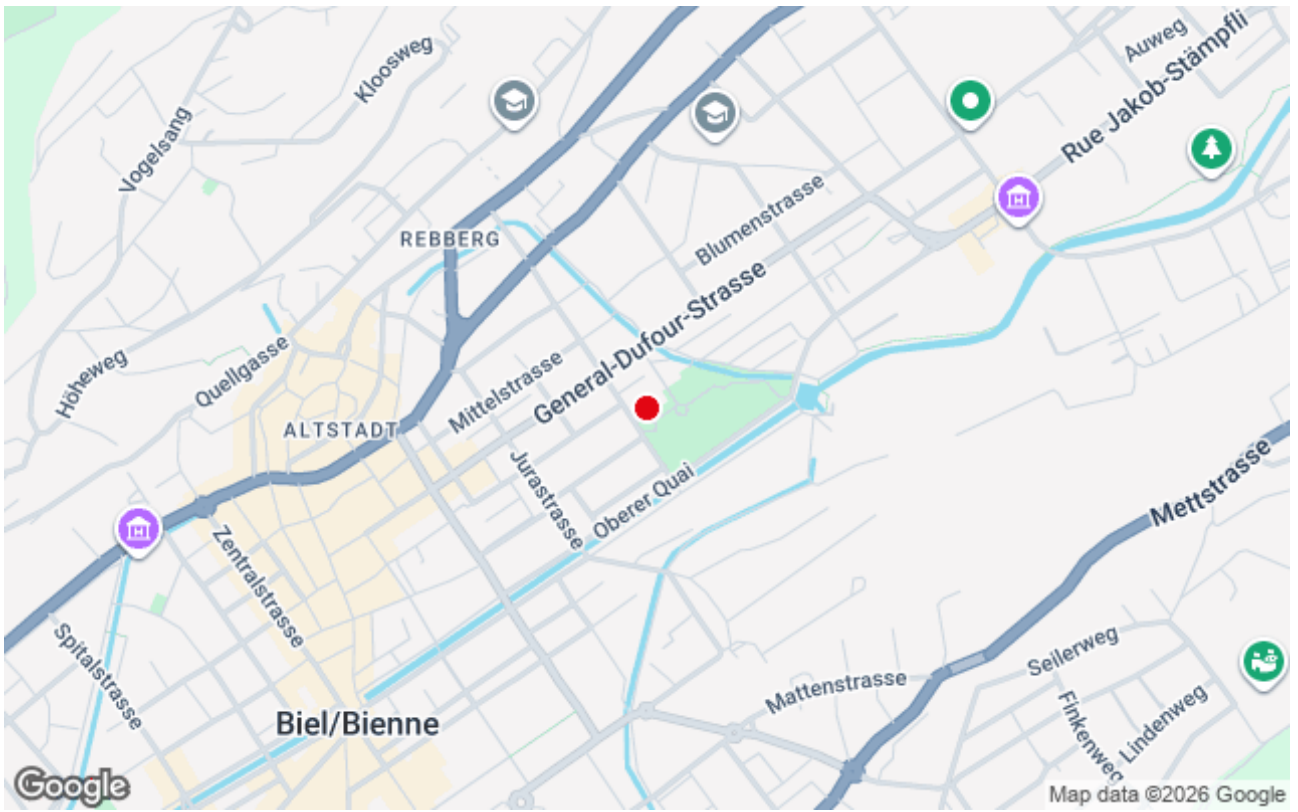 Auweg
Kloosweg
Rue Jakob-Stämpfli
Vogelsang
Blumenstrasse
REBBERG
General-Dufour-Strasse
Höheweg
Quellgasse
Mittelstrasse
ALTSTADT
Jurastrasse
Oberer Quai
Mettstrasse
Zentralstrasse
Spitalstrasse
Seilerweg
Mattenstrasse
Finkenweg
Lindenweg
Biel/Bienne
Google
Map data ©2026 Google